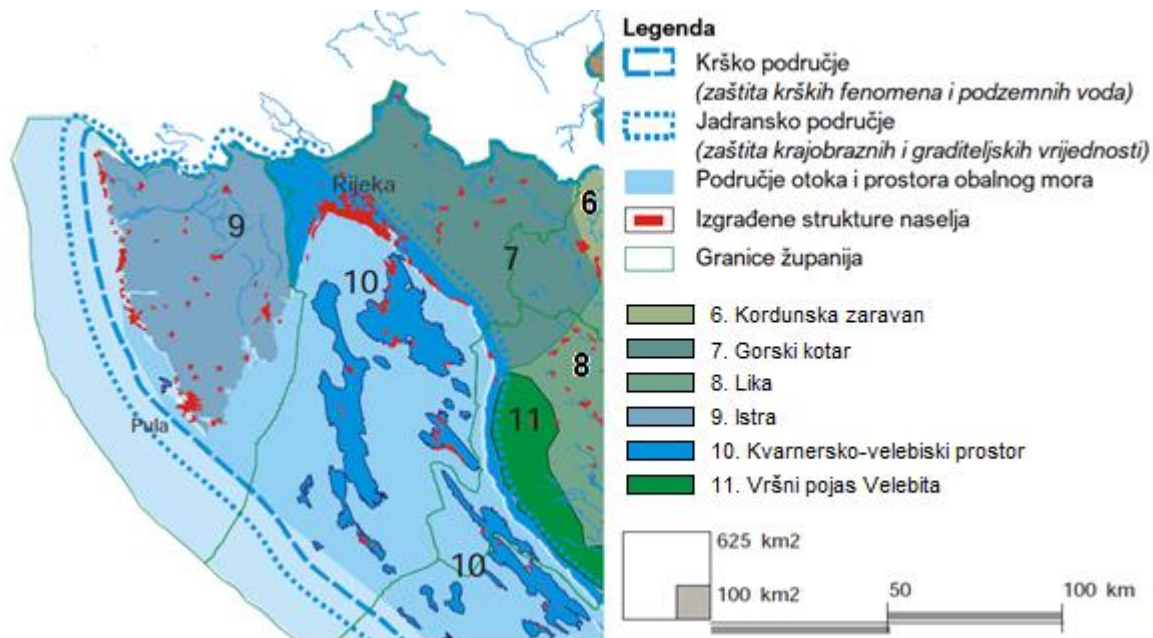 Rijeka
6
9
7
10
8
11
Pula
10
Legenda
Krško područje
(zaštita krških fenomena i podzemnih voda)
Jadransko područje
(zaštita krajobraznih i graditeljskih vrijednosti)
Područje otoka i prostora obalnog mora
Izgrađene strukture naselja
Granice županija
6. Kordunska zaravan
7. Gorski kotar
8. Lika
9. Istra
10. Kvarnersko-velebiski prostor
11. Vršni pojas Velebita
625 km2
100 km2
50
100 km